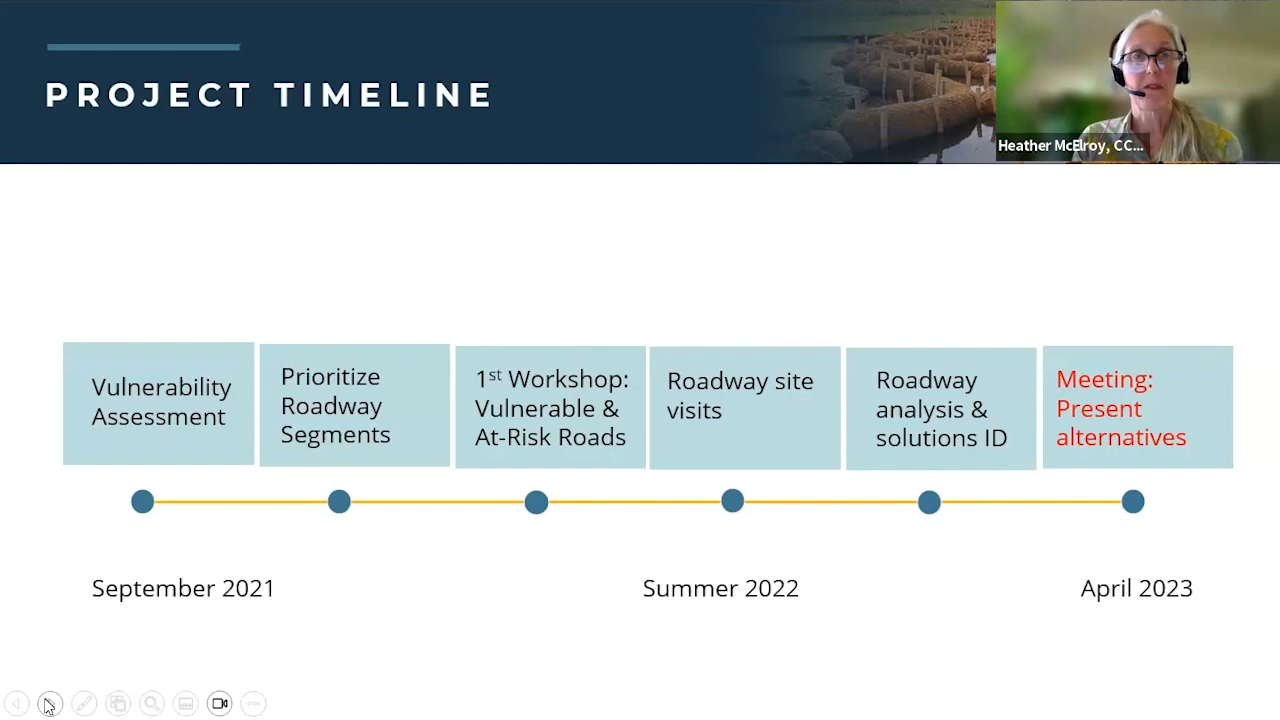 PROJECT TIMELINE
Heather McElroy, CC...
Vulnerability
Assessment
Prioritize
Roadway
Segments
1st Workshop:
Vulnerable &
At-Risk Roads
Roadway site
visits
Roadway
analysis &
solutions ID
Meeting:
Present
alternatives
September 2021
Summer 2022
April 2023